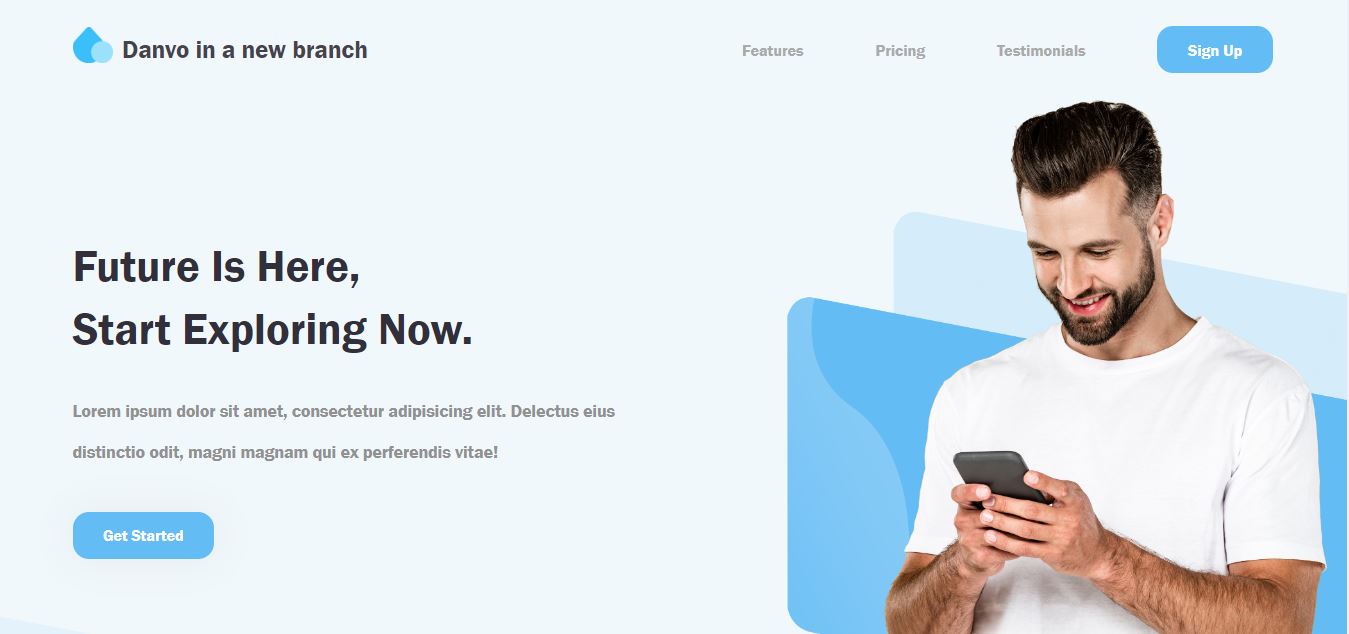 Danvo in a new branch
Features
Pricing
Testimonials
Sign Up
Future Is Here,
Start Exploring Now.
Lorem ipsum dolor sit amet, consectetur adipisicing elit. Delectus eius
distinctio odit, magni magnam qui ex perferendis vitae!
Get Started